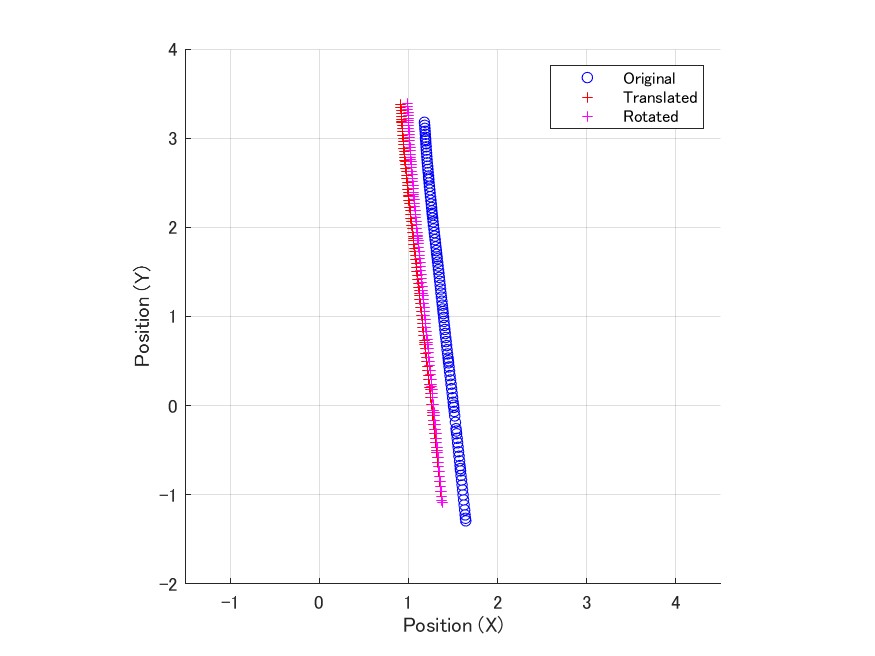 4
3
2
1
0
−1
−2
−1
0
1
2
3
4
Position (X)
Position (Y)
Original
Translated
Rotated